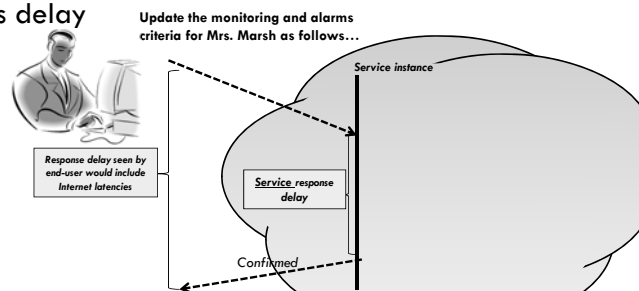 s delay
Update the monitoring and alarms
criteria for Mrs. Marsh as follows…
Service instance
Response delay seen by
end-user would include
Internet latencies
Service response
delay
Confirmed